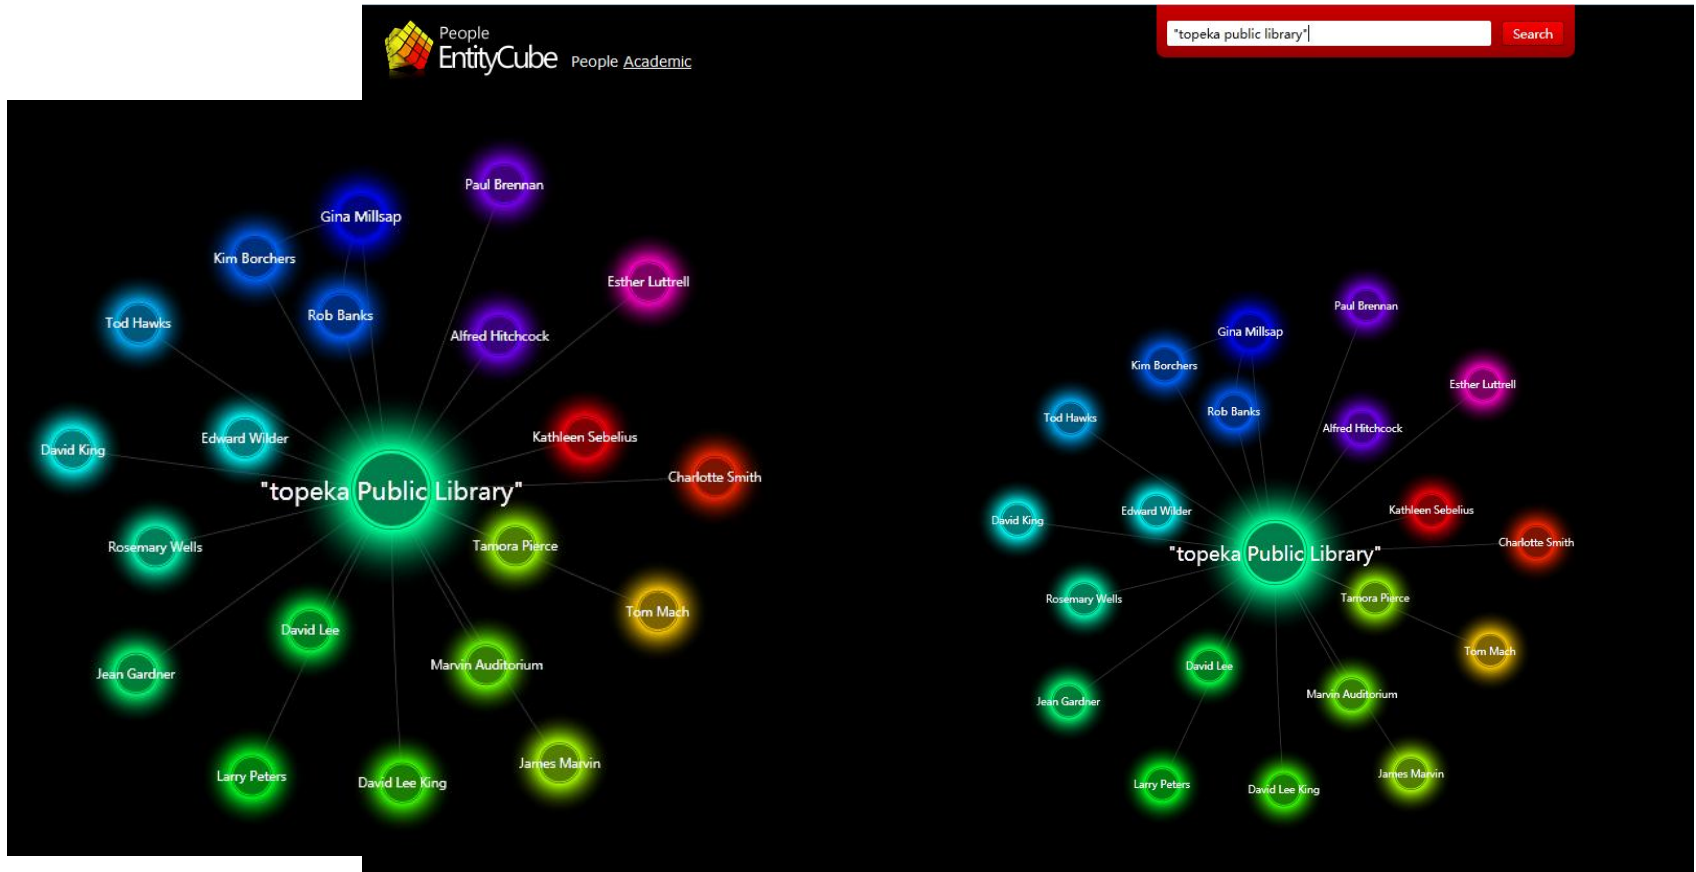 People
EntityCube People Academic
"topeka public library"
Search
Paul Brennan
Gina Millsap
Kim Borchers
Esther Luttrell
Rob Banks
Tod Hawks
Alfred Hitchcock
Edward Wilder
Kathleen Sebelius
David King
Charlotte Smith
"topeka Public Library"
Rosemary Wells
Tamora Pierce
Tom Mach
David Lee
Marvin Auditorium
Jean Gardner
James Marvin
Larry Peters
David Lee King
Paul Brennan
Gina Millsap
Kim Borchers
Esther Luttrell
Rob Banks
Tod Hawks
Alfred Hitchcock
Kathleen Sebelius
Edward Wilder
David King
Charlotte Smith
"topeka Public Library"
Rosemary Wells
Tamora Pierce
Tom Mach
David Lee
Marvin Auditorium
Jean Gardner
James Marvin
Larry Peters
David Lee King